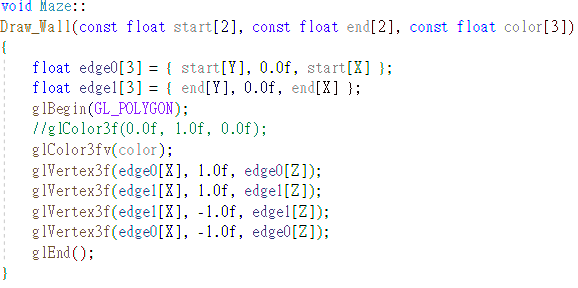 void Maze::
Draw_Wall(const float start[2], const float end[2], const float color[3])
{
float edge0[3] = { start[Y], 0.0f, start[X] };
float edge1[3] = { end[Y], 0.0f, end[X] };
glBegin(GL_POLYGON);
//glColor3f(0.0f, 1.0f, 0.0f);
glColor3fv(color);
glVertex3f(edge0[X], 1.0f, edge0[Z]);
glVertex3f(edge1[X], 1.0f, edge1[Z]);
glVertex3f(edge1[X], -1.0f, edge1[Z]);
glVertex3f(edge0[X], -1.0f, edge0[Z]);
glEnd();
}